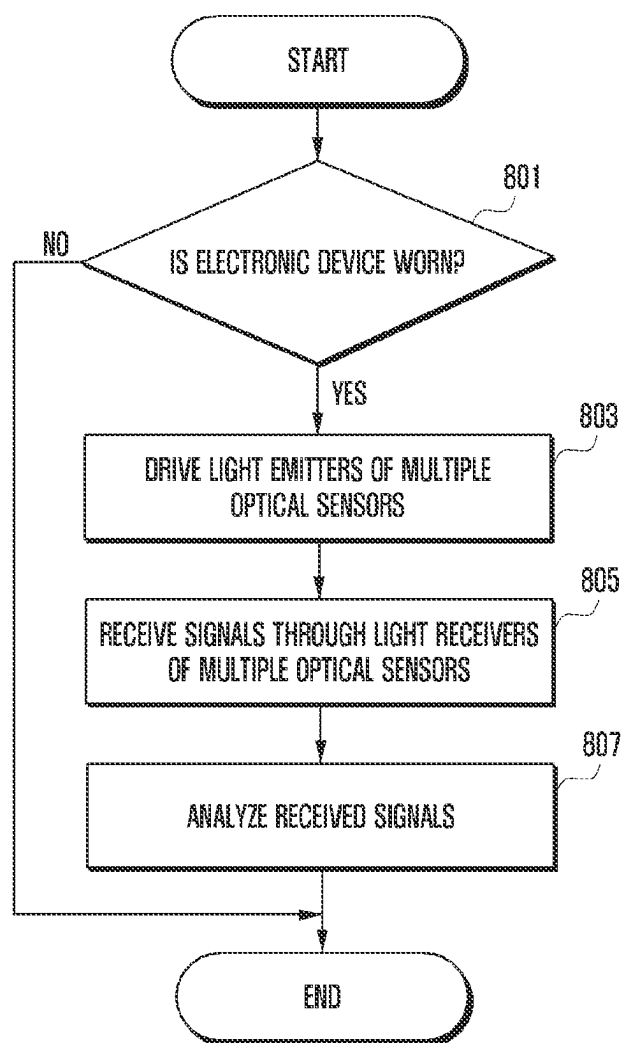 START
801
NO
IS ELECTRONIC DEVICE WORN?
YES
803
DRIVE LIGHT EMITTERS OF MULTIPLE
OPTICAL SENSORS
805
RECEIVE SIGNALS THROUGH LIGHT RECEIVERS
OF MULTIPLE OPTICAL SENSORS
807
ANALYZE RECEIVED SIGNALS
END